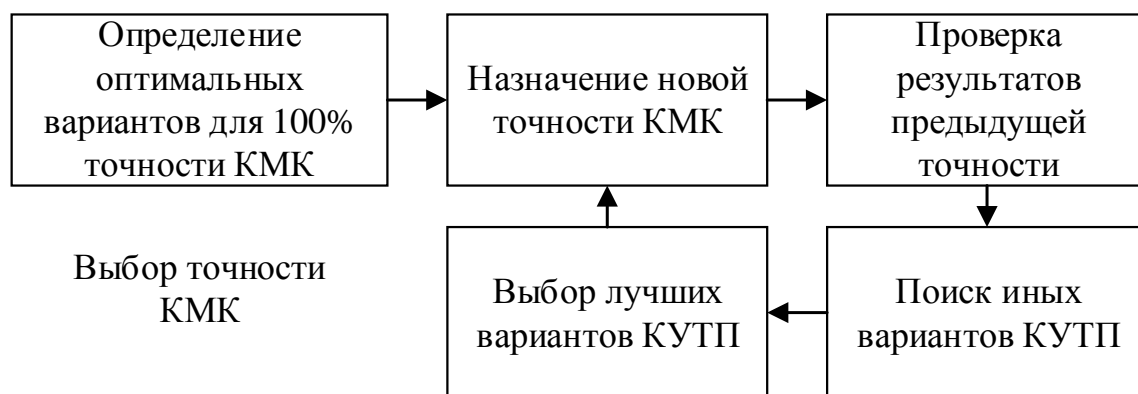 Определение
оптимальных
вариантов для 100%
точности КМК
Назначение новой
точности КМК
Проверка
результатов
предыдущей
точности
Выбор точности
КМК
Выбор лучших
вариантов КУТП
Поиск иных
вариантов КУТП